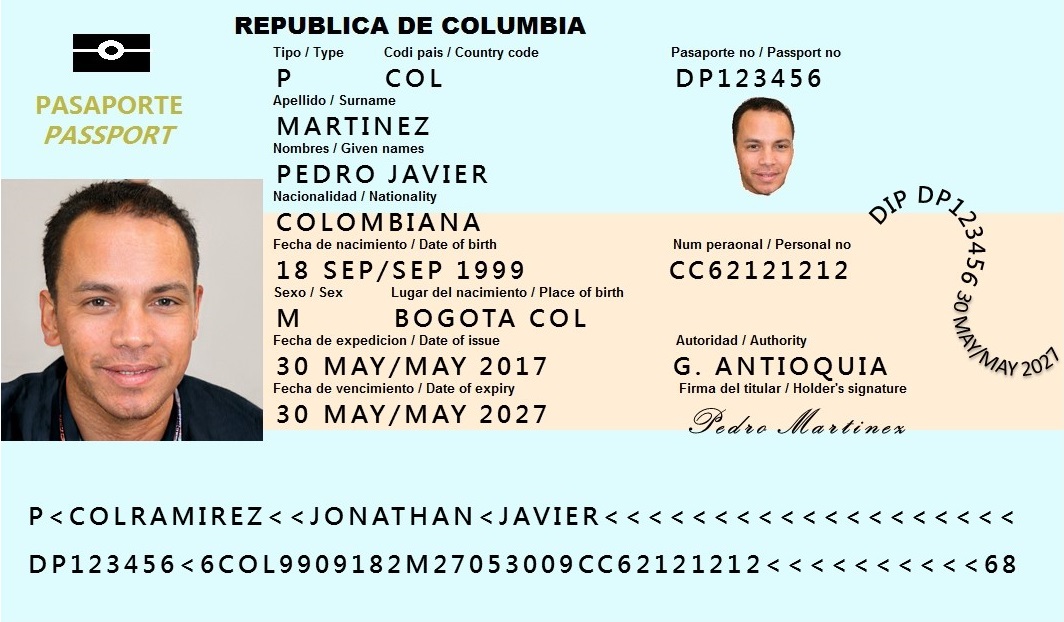 REPUBLICA DE COLUMBIA
Tipo / Type Codi pais / Country code Pasaporte no / Passport no
P COL DP123456
PASAPORTE
PASSPORT
Apellido / Surname
MARTINEZ
Nombres / Given names
PEDRO JAVIER
Nacionalidad / Nationality
COLOMBIANA
DIP DP123456 30 MAY/MAY 2027
Fecha de nacimiento / Date of birth Num peraonal / Personal no
18 SEP/SEP 1999 CC62121212
Sexo / Sex Lugar del nacimiento / Place of birth
M BOGOTA COL
Fecha de expedicion / Date of issue Autoridad / Authority
30 MAY/MAY 2017 G. ANTIOQUIA
Fecha de vencimiento / Date of expiry Firma del titular / Holder's signature
30 MAY/MAY 2027 Pedro Martinez
P<COLRAMIREZ<<JONATHAN<JAVIER<<<<<<<<<<<<<<<<<<<
DP123456<6COL9909182M27053009CC62121212<<<<<<<<<<68